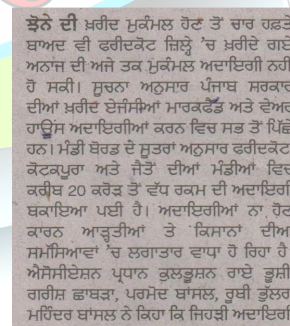 ਝੋਨੇ ਦੀ ਖ਼ਰੀਦ ਮੁਕੰਮਲ ਹੋਣ ਤੋਂ ਚਾਰ ਹਫ਼ਤੇ
ਬਾਅਦ ਵੀ ਫਰੀਦਕੋਟ ਜ਼ਿਲ੍ਹੇ 'ਚ ਖ਼ਰੀਦੇ ਗਏ
ਅਨਾਜ ਦੀ ਅਜੇ ਤਕ ਮੁਕੰਮਲ ਅਦਾਇਗੀ ਨਹੀਂ
ਹੋ ਸਕੀ। ਸੂਚਨਾ ਅਨੁਸਾਰ ਪੰਜਾਬ ਸਰਕਾਰ
ਦੀਆਂ ਖ਼ਰੀਦ ਏਜੰਸੀਆਂ ਮਾਰਕਫੈੱਡ ਅਤੇ ਵੇਅਰ
ਹਾਊਸ ਅਦਾਇਗੀਆਂ ਕਰਨ ਵਿਚ ਸਭ ਤੋਂ ਪਿੱਛੇ
ਹਨ। ਮੰਡੀ ਬੋਰਡ ਦੇ ਸੂਤਰਾਂ ਅਨੁਸਾਰ ਫਰੀਦਕੋਟ
ਕੋਟਕਪੂਰਾ ਅਤੇ ਜੈਤੋ ਦੀਆਂ ਮੰਡੀਆਂ ਵਿਚ
ਕਰੀਬ 20 ਕਰੋੜ ਤੋਂ ਵੱਧ ਰਕਮ ਦੀ ਅਦਾਇਗੀ
ਬਕਾਇਆ ਪਈ ਹੈ। ਅਦਾਇਗੀਆਂ ਨਾ ਹੋਣ
ਕਾਰਨ ਆੜ੍ਹਤੀਆਂ ਤੇ ਕਿਸਾਨਾਂ ਦੀਆਂ
ਸਮੱਸਿਆਵਾਂ 'ਚ ਲਗਾਤਾਰ ਵਾਧਾ ਹੋ ਰਿਹਾ ਹੈ
ਐਸੋਸੀਏਸ਼ਨ ਪ੍ਰਧਾਨ ਕੁਲਭੂਸ਼ਨ ਰਾਏ ਭੂਸ਼ੀ
ਗਰੀਸ਼ ਛਾਬੜਾ, ਪਰਮੋਦ ਬਾਂਸਲ, ਰੂਬੀ ਭੁੱਲਰ
ਮਹਿੰਦਰ ਬਾਂਸਲ ਨੇ ਕਿਹਾ ਕਿ ਜਿਹੜੀ ਅਦਾਇਗੀ